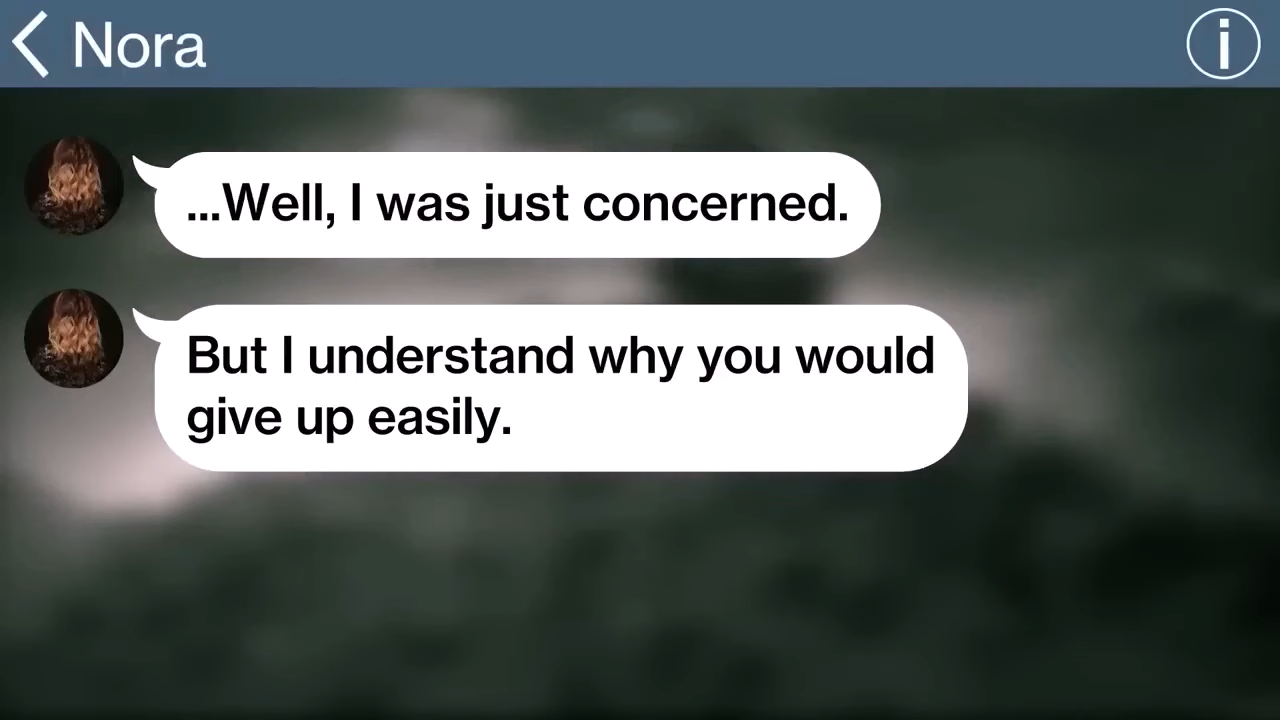 Nora
...Well, I was just concerned.
But I understand why you would
give up easily.